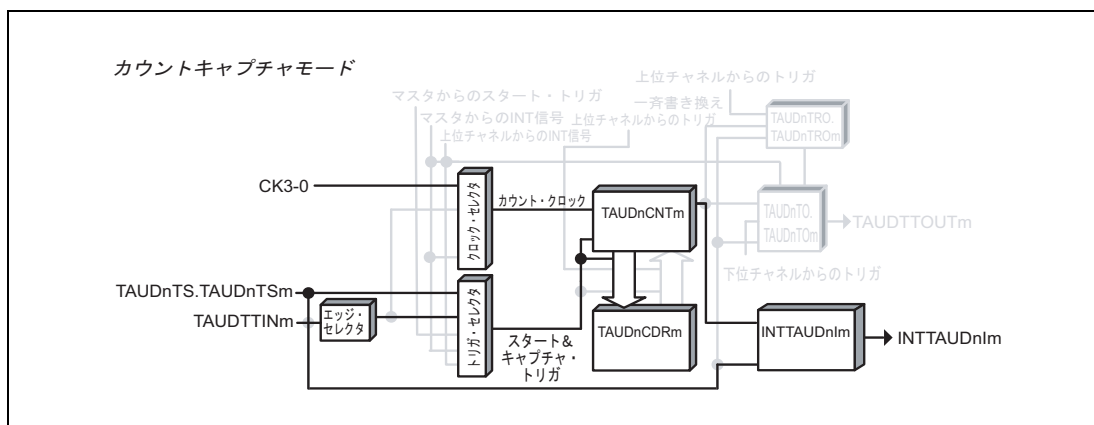 カウントキャプチャモード
上位チャネルからのトリガ
マスタからのスタート・トリガ
一斉書き換え
マスタからのINT信号
上位チャネルからのトリガ
上位チャネルからのINT信号
TAUDnTRO.
TAUDnTROm
CK3-0
クロック・セレクタ
カウント・クロック
TAUDnCNTm
TAUDnTO.
TAUDnTOm
TAUDTTOUTm
下位チャネルからのトリガ
TAUDnTS.TAUDnTSm
TAUDTTINm
エッジ・
セレクタ
トリガ・セレクタ
スタート&
キャプチャ・
トリガ
TAUDnCDRm
INTTAUDnIm
INTTAUDnIm